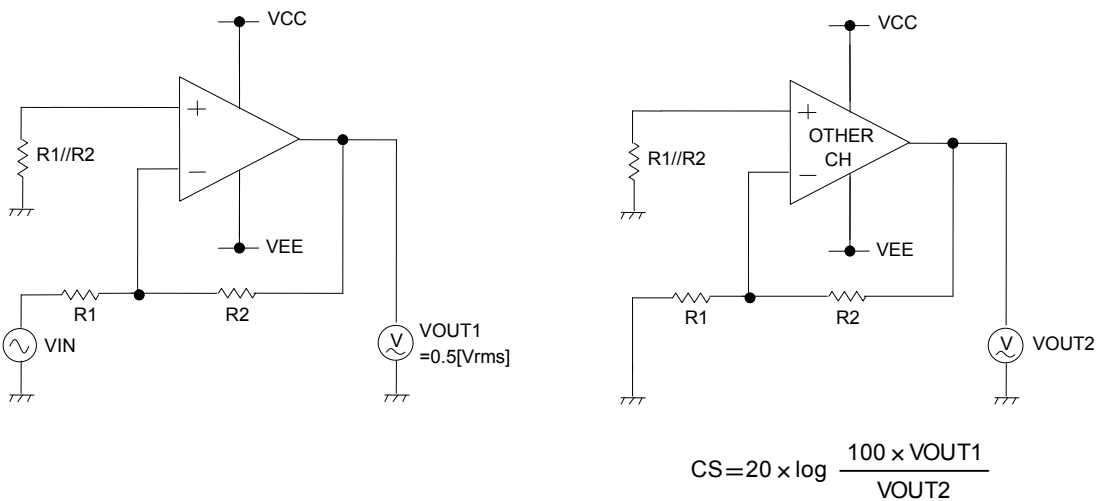 VCC
+
R1//R2
−
VEE
R1
R2
VIN
V
VOUT1
=0.5[Vrms]
VCC
+
OTHER
CH
R1//R2
−
VEE
R1
R2
V
VOUT2
CS=20 × log 100 × VOUT1
VOUT2